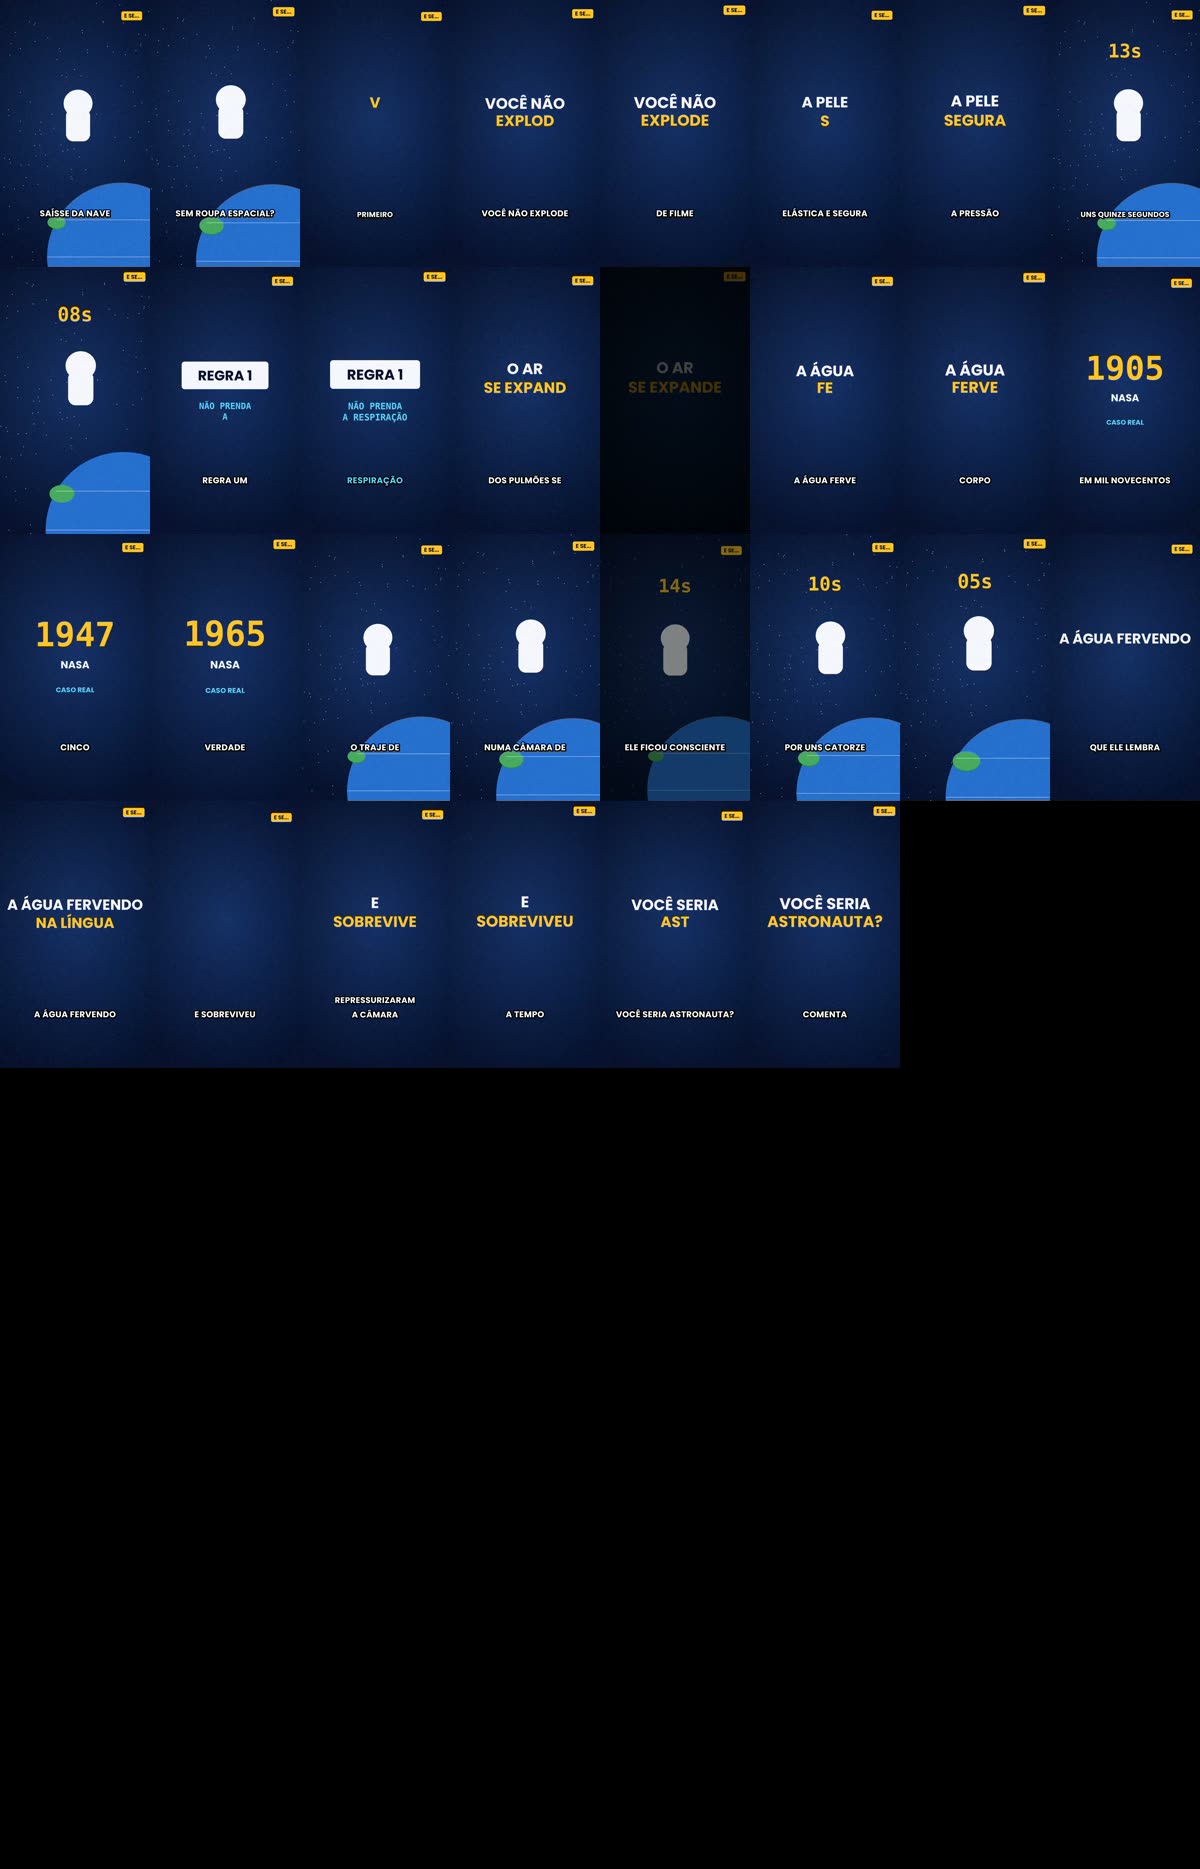 E SE...
SAÍSSE DA NAVE
E SE...
SEM ROUPA ESPACIAL?
E SE...
V
PRIMEIRO
E SE...
VOCÊ NÃO
EXPLOD
VOCÊ NÃO EXPLODE
E SE...
VOCÊ NÃO
EXPLODE
DE FILME
E SE...
A PELE
S
ELÁSTICA E SEGURA
E SE...
A PELE
SEGURA
A PRESSÃO
E SE...
13s
UNS QUINZE SEGUNDOS
E SE...
08s
E SE...
REGRA 1
NÃO PRENDA
A
REGRA UM
E SE...
REGRA 1
NÃO PRENDA
A RESPIRAÇÃO
RESPIRAÇÃO
E SE...
O AR
SE EXPAND
DOS PULMÕES SE
E SE...
O AR
SE EXPANDE
E SE...
A ÁGUA
FE
A ÁGUA FERVE
E SE...
A ÁGUA
FERVE
CORPO
E SE...
1905
NASA
CASO REAL
EM MIL NOVECENTOS
E SE...
1947
NASA
CASO REAL
CINCO
E SE...
1965
NASA
CASO REAL
VERDADE
E SE...
O TRAJE DE
E SE...
NUMA CÂMARA DE
E SE...
14s
ELE FICOU CONSCIENTE
E SE...
10s
POR UNS CATORZE
E SE...
05s
E SE...
A ÁGUA FERVENDO
QUE ELE LEMBRA
E SE...
A ÁGUA FERVENDO
NA LÍNGUA
A ÁGUA FERVENDO
E SE...
E SOBREVIVEU
E SE...
E
SOBREVIVE
REPRESSURIZARAM
A CÂMARA
E SE...
E
SOBREVIVEU
A TEMPO
E SE...
VOCÊ SERIA
AST
VOCÊ SERIA ASTRONAUTA?
E SE...
VOCÊ SERIA
ASTRONAUTA?
COMENTA